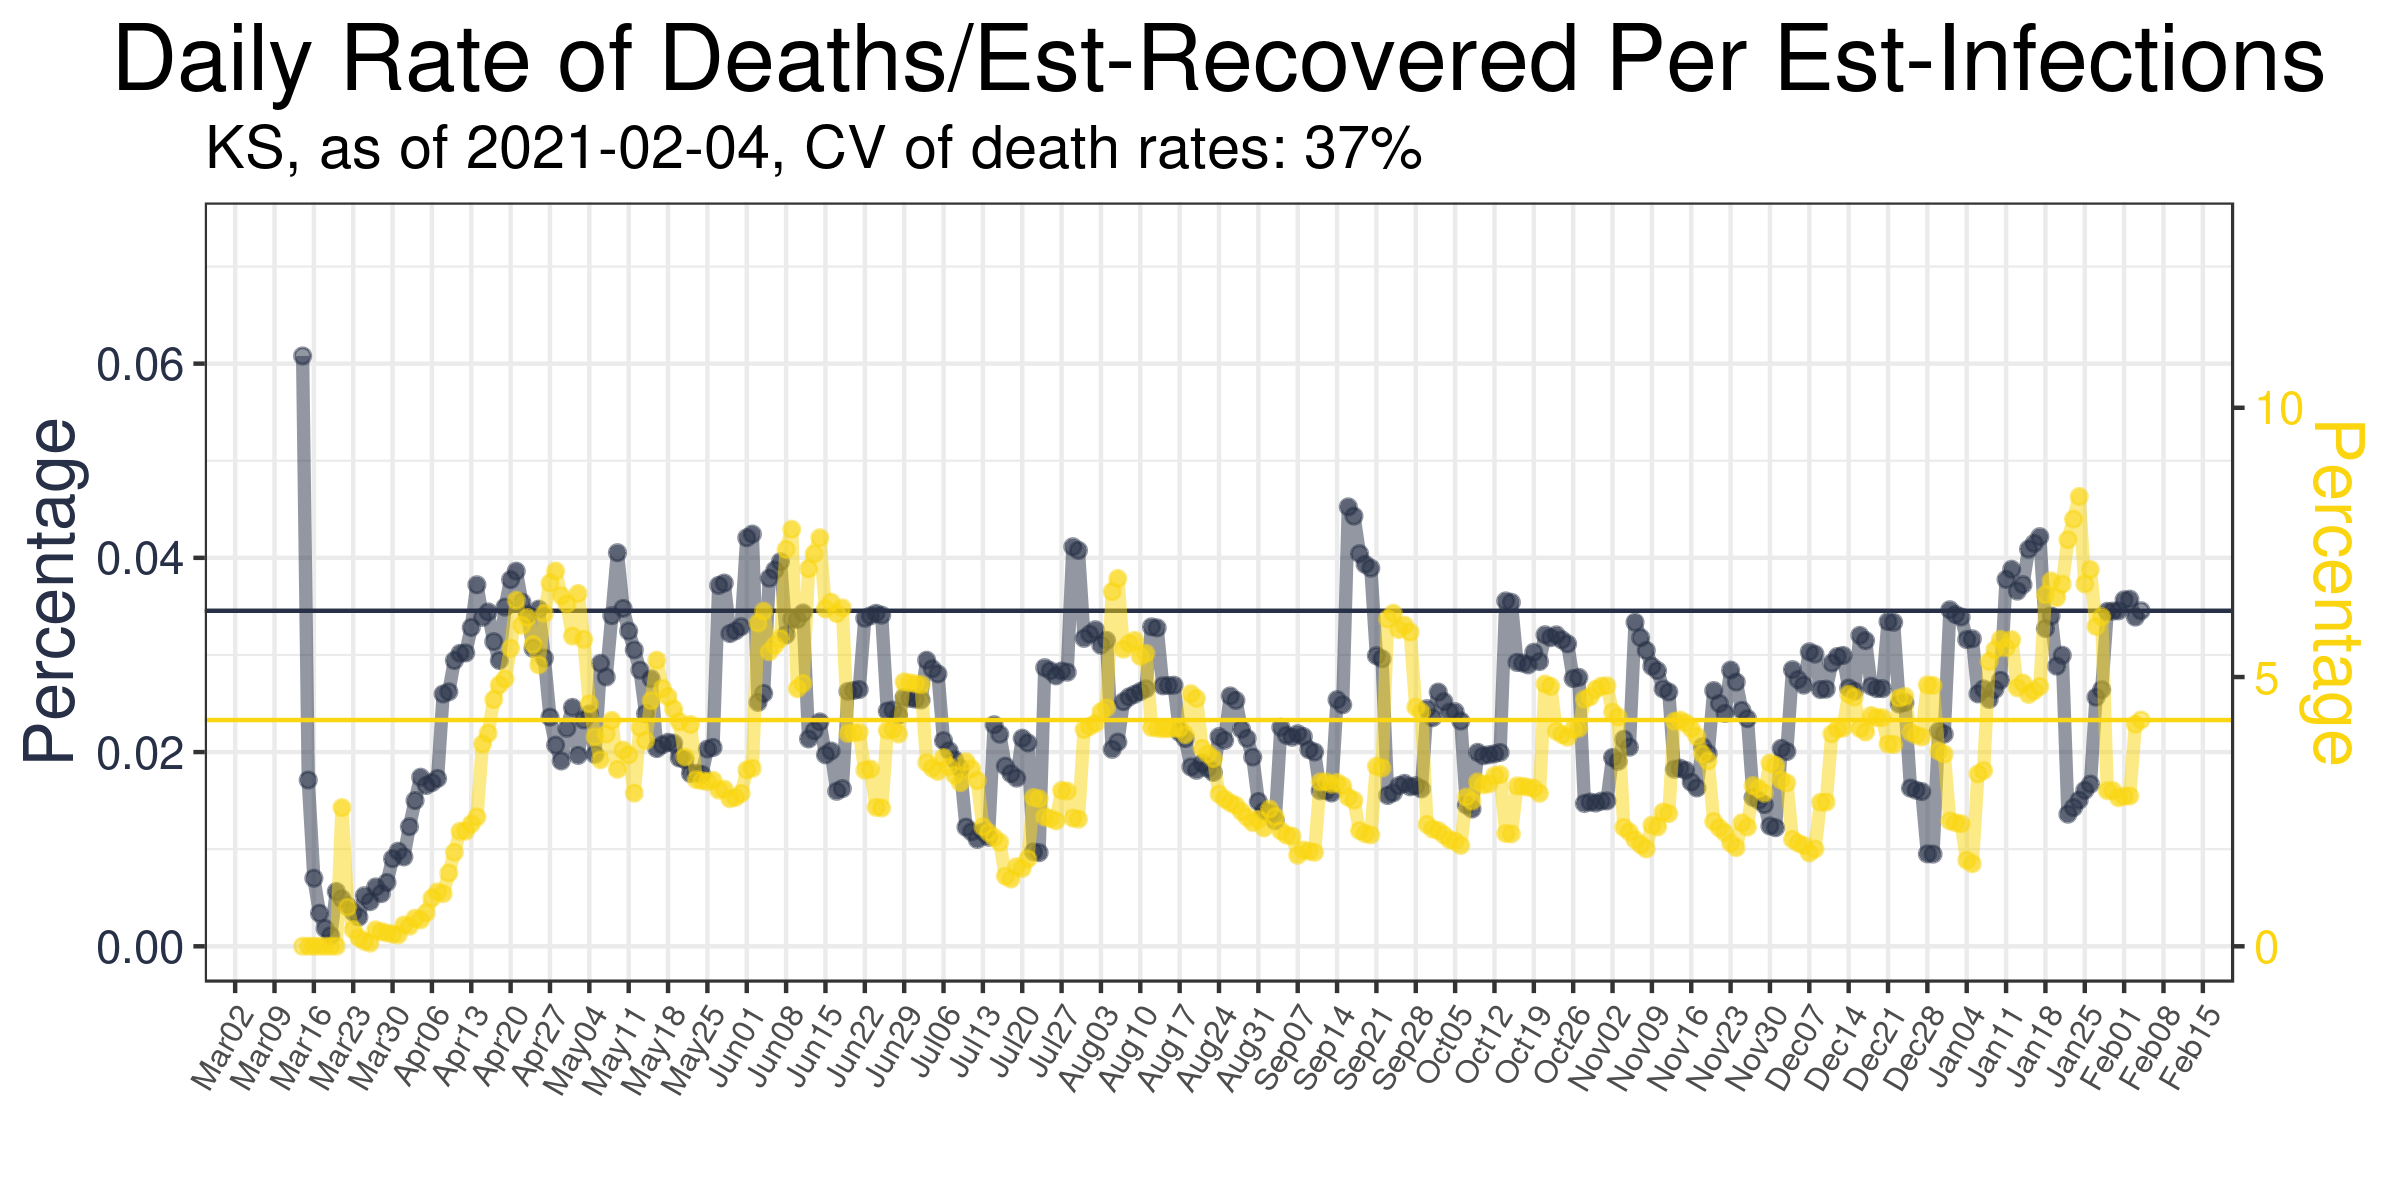 Daily Rate of Deaths/Est-Recovered Per Est-Infections
KS, as of 2021-02-04, CV of death rates: 37%
Percentage
0.06
0.04
0.02
0.00
10
5
0
Percentage
Mar02
Mar09
Mar16
Mar23
Mar30
Apr06
Apr13
Apr20
Apr27
May04
May11
May18
May25
Jun01
Jun08
Jun15
Jun22
Jun29
Jul06
Jul13
Jul20
Jul27
Aug03
Aug10
Aug17
Aug24
Aug31
Sep07
Sep14
Sep21
Sep28
Oct05
Oct12
Oct19
Oct26
Nov02
Nov09
Nov16
Nov23
Nov30
Dec07
Dec14
Dec21
Dec28
Jan04
Jan11
Jan18
Jan25
Feb01
Feb08
Feb15